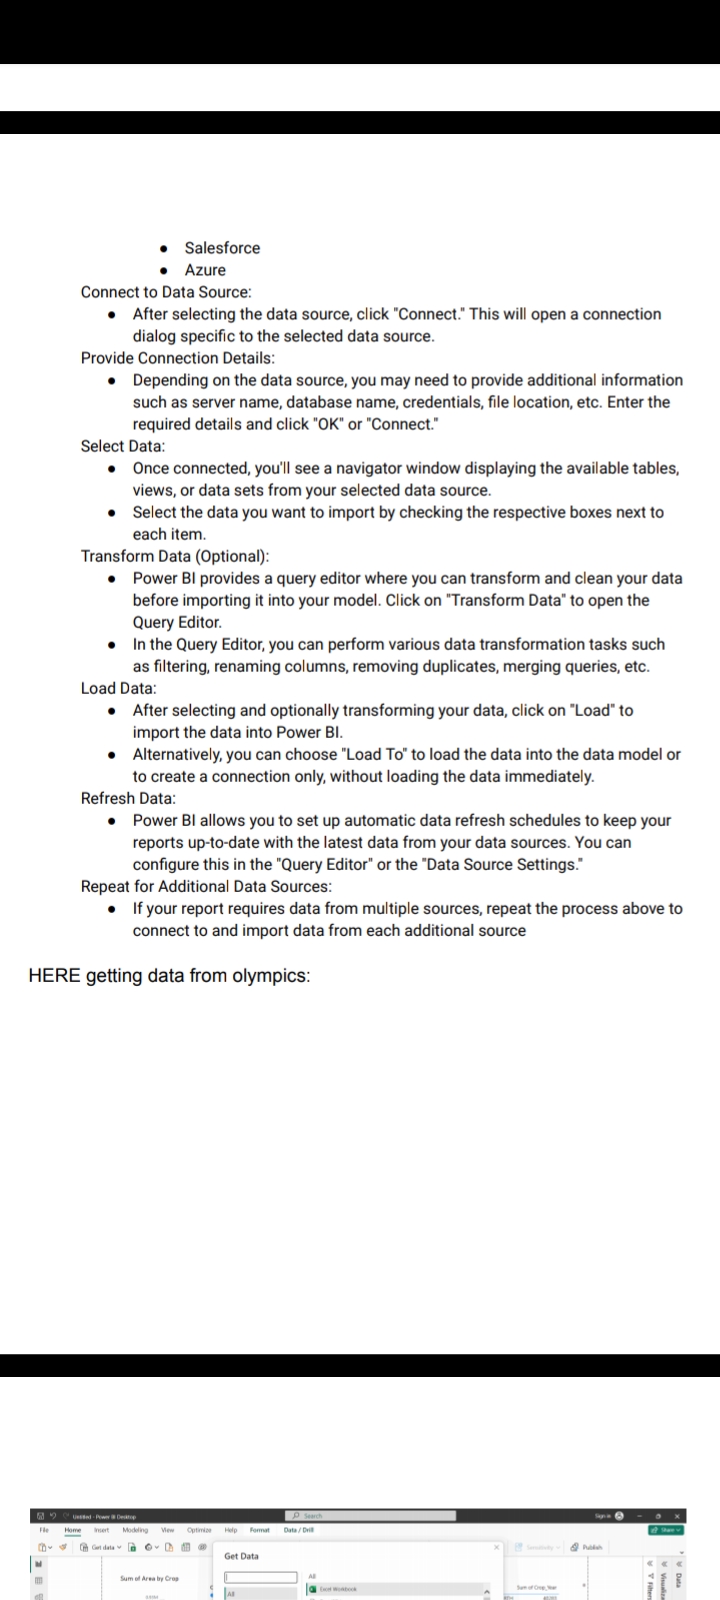 ● Salesforce
● Azure
Connect to Data Source:
● After selecting the data source, click "Connect." This will open a connection
dialog specific to the selected data source.
Provide Connection Details:
● Depending on the data source, you may need to provide additional information
such as server name, database name, credentials, file location, etc. Enter the
required details and click "OK" or "Connect."
Select Data:
● Once connected, you'll see a navigator window displaying the available tables,
views, or data sets from your selected data source.
● Select the data you want to import by checking the respective boxes next to
each item.
Transform Data (Optional):
● Power BI provides a query editor where you can transform and clean your data
before importing it into your model. Click on "Transform Data" to open the
Query Editor.
● In the Query Editor, you can perform various data transformation tasks such
as filtering, renaming columns, removing duplicates, merging queries, etc.
Load Data:
● After selecting and optionally transforming your data, click on "Load" to
import the data into Power BI.
● Alternatively, you can choose "Load To" to load the data into the data model or
to create a connection only, without loading the data immediately.
Refresh Data:
● Power BI allows you to set up automatic data refresh schedules to keep your
reports up-to-date with the latest data from your data sources. You can
configure this in the "Query Editor" or the "Data Source Settings."
Repeat for Additional Data Sources:
● If your report requires data from multiple sources, repeat the process above to
connect to and import data from each additional source
HERE getting data from olympics:
Untitled - Power BI Desktop Search Sign in
File Home Insert Modeling View Optimize Help Format Data / Drill Share
Get data Sensitivity Publish
Get Data
Sum of Area by Crop
All
Excel Workbook
Sum of Crop_Year
All
Filters
Visualiza
Data